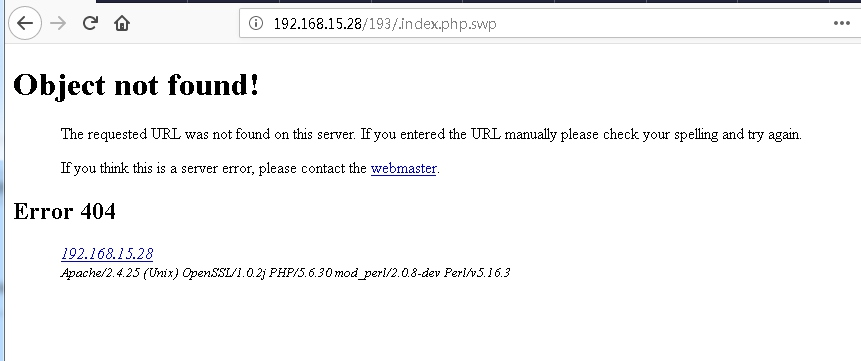 192.168.15.28/193/.index.php.swp
Object not found!
The requested URL was not found on this server. If you entered the URL manually please check your spelling and try again.
If you think this is a server error, please contact the webmaster.
Error 404
192.168.15.28
Apache/2.4.25 (Unix) OpenSSL/1.0.2j PHP/5.6.30 mod_perl/2.0.8-dev Perl/v5.16.3